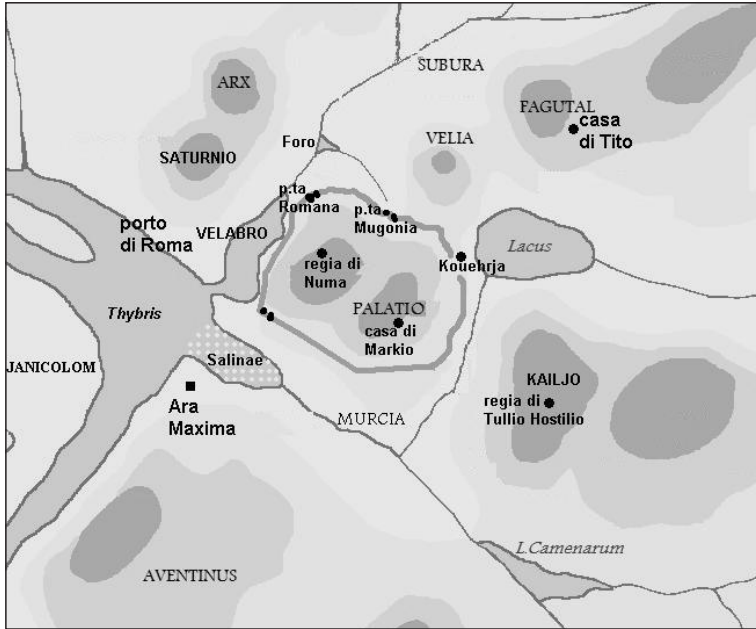 SUBURA
ARX
FAGUTAL
casa
di Tito
Foro
VELIA
SATURNIO
p.ta
Romana
p.ta
Mugonia
porto
di Roma
VELABRO
Lacus
regia di
Numa
Kouehrja
Thybris
PALATIO
casa di
Markio
Salinae
JANICOLOM
KAILJO
regia di
Tullio Hostilio
Ara
Maxima
MURCIA
L.Camenarum
AVENTINUS